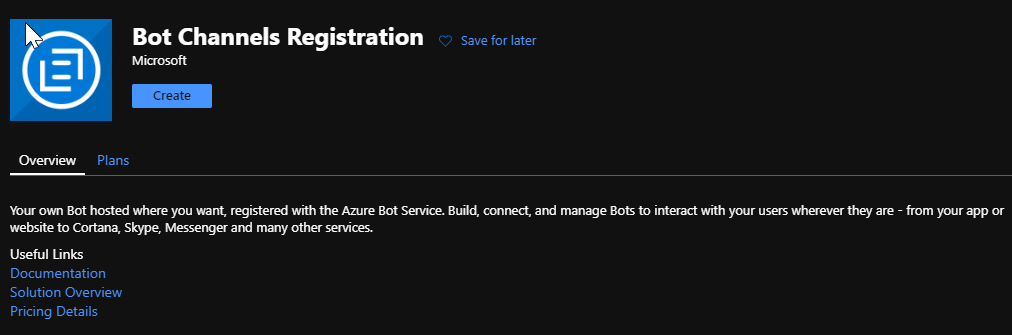 Bot Channels Registration
Save for later
Microsoft
Create
Overview
Plans
Your own Bot hosted where you want, registered with the Azure Bot Service. Build, connect, and manage Bots to interact with your users wherever they are - from your app or
website to Cortana, Skype, Messenger and many other services.
Useful Links
Documentation
Solution Overview
Pricing Details